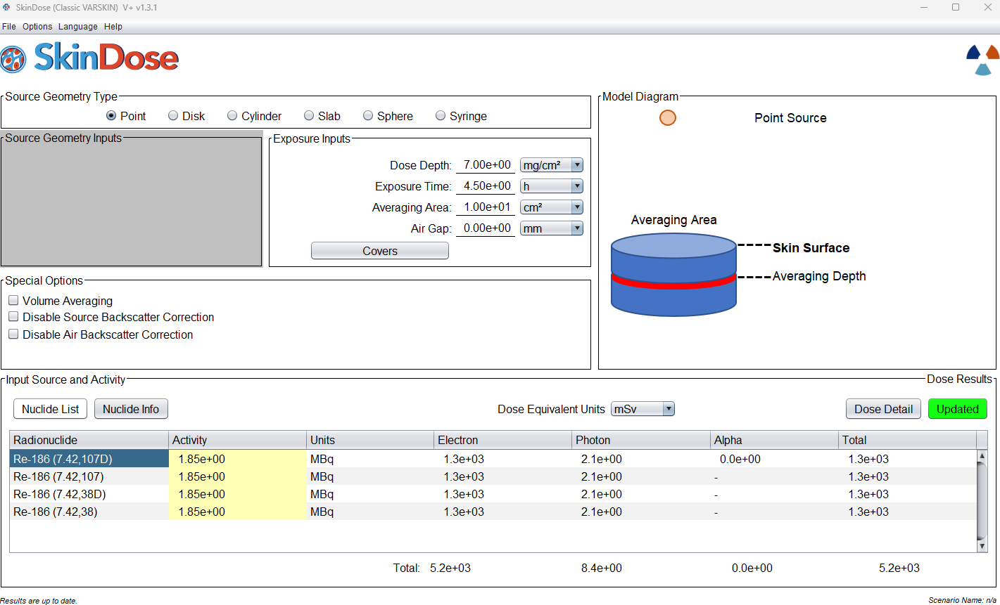 SkinDose (Classic VARSKIN) V+ v1.3.1
File Options Language Help
SkinDose
Source Geometry Type
Point Disk Cylinder Slab Sphere Syringe
Source Geometry Inputs
Exposure Inputs
Dose Depth: 7.00e+00 mg/cm²
Exposure Time: 4.50e+00 h
Averaging Area: 1.00e+01 cm²
Air Gap: 0.00e+00 mm
Covers
Special Options
Volume Averaging
Disable Source Backscatter Correction
Disable Air Backscatter Correction
Model Diagram
Point Source
Averaging Area
Skin Surface
Averaging Depth
Input Source and Activity Dose Results
Nuclide List Nuclide Info Dose Equivalent Units mSv Dose Detail Updated
Radionuclide Activity Units Electron Photon Alpha Total
Re-186 (7.42,107D) 1.85e+00 MBq 1.3e+03 2.1e+00 0.0e+00 1.3e+03
Re-186 (7.42,107) 1.85e+00 MBq 1.3e+03 2.1e+00 - 1.3e+03
Re-186 (7.42,38D) 1.85e+00 MBq 1.3e+03 2.1e+00 - 1.3e+03
Re-186 (7.42,38) 1.85e+00 MBq 1.3e+03 2.1e+00 - 1.3e+03
Total: 5.2e+03 8.4e+00 0.0e+00 5.2e+03
Results are up to date. Scenario Name: n/a